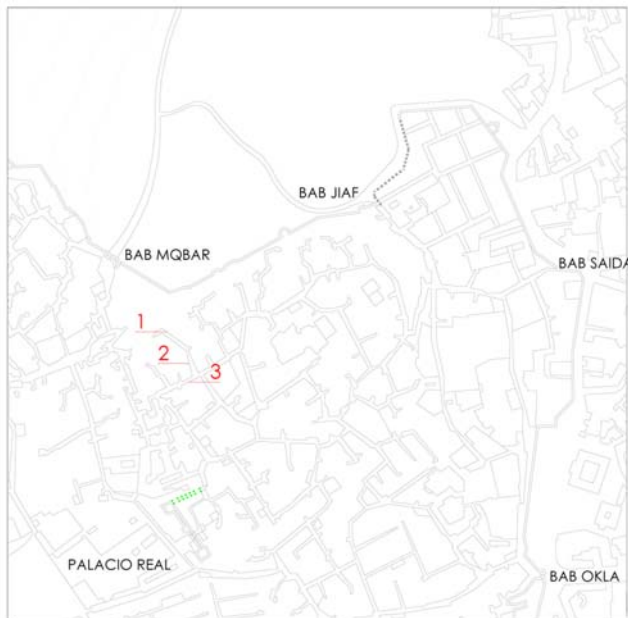 BAB JIAF
BAB MQBAR
BAB SAIDA
1
2
3
PALACIO REAL
BAB OKLA